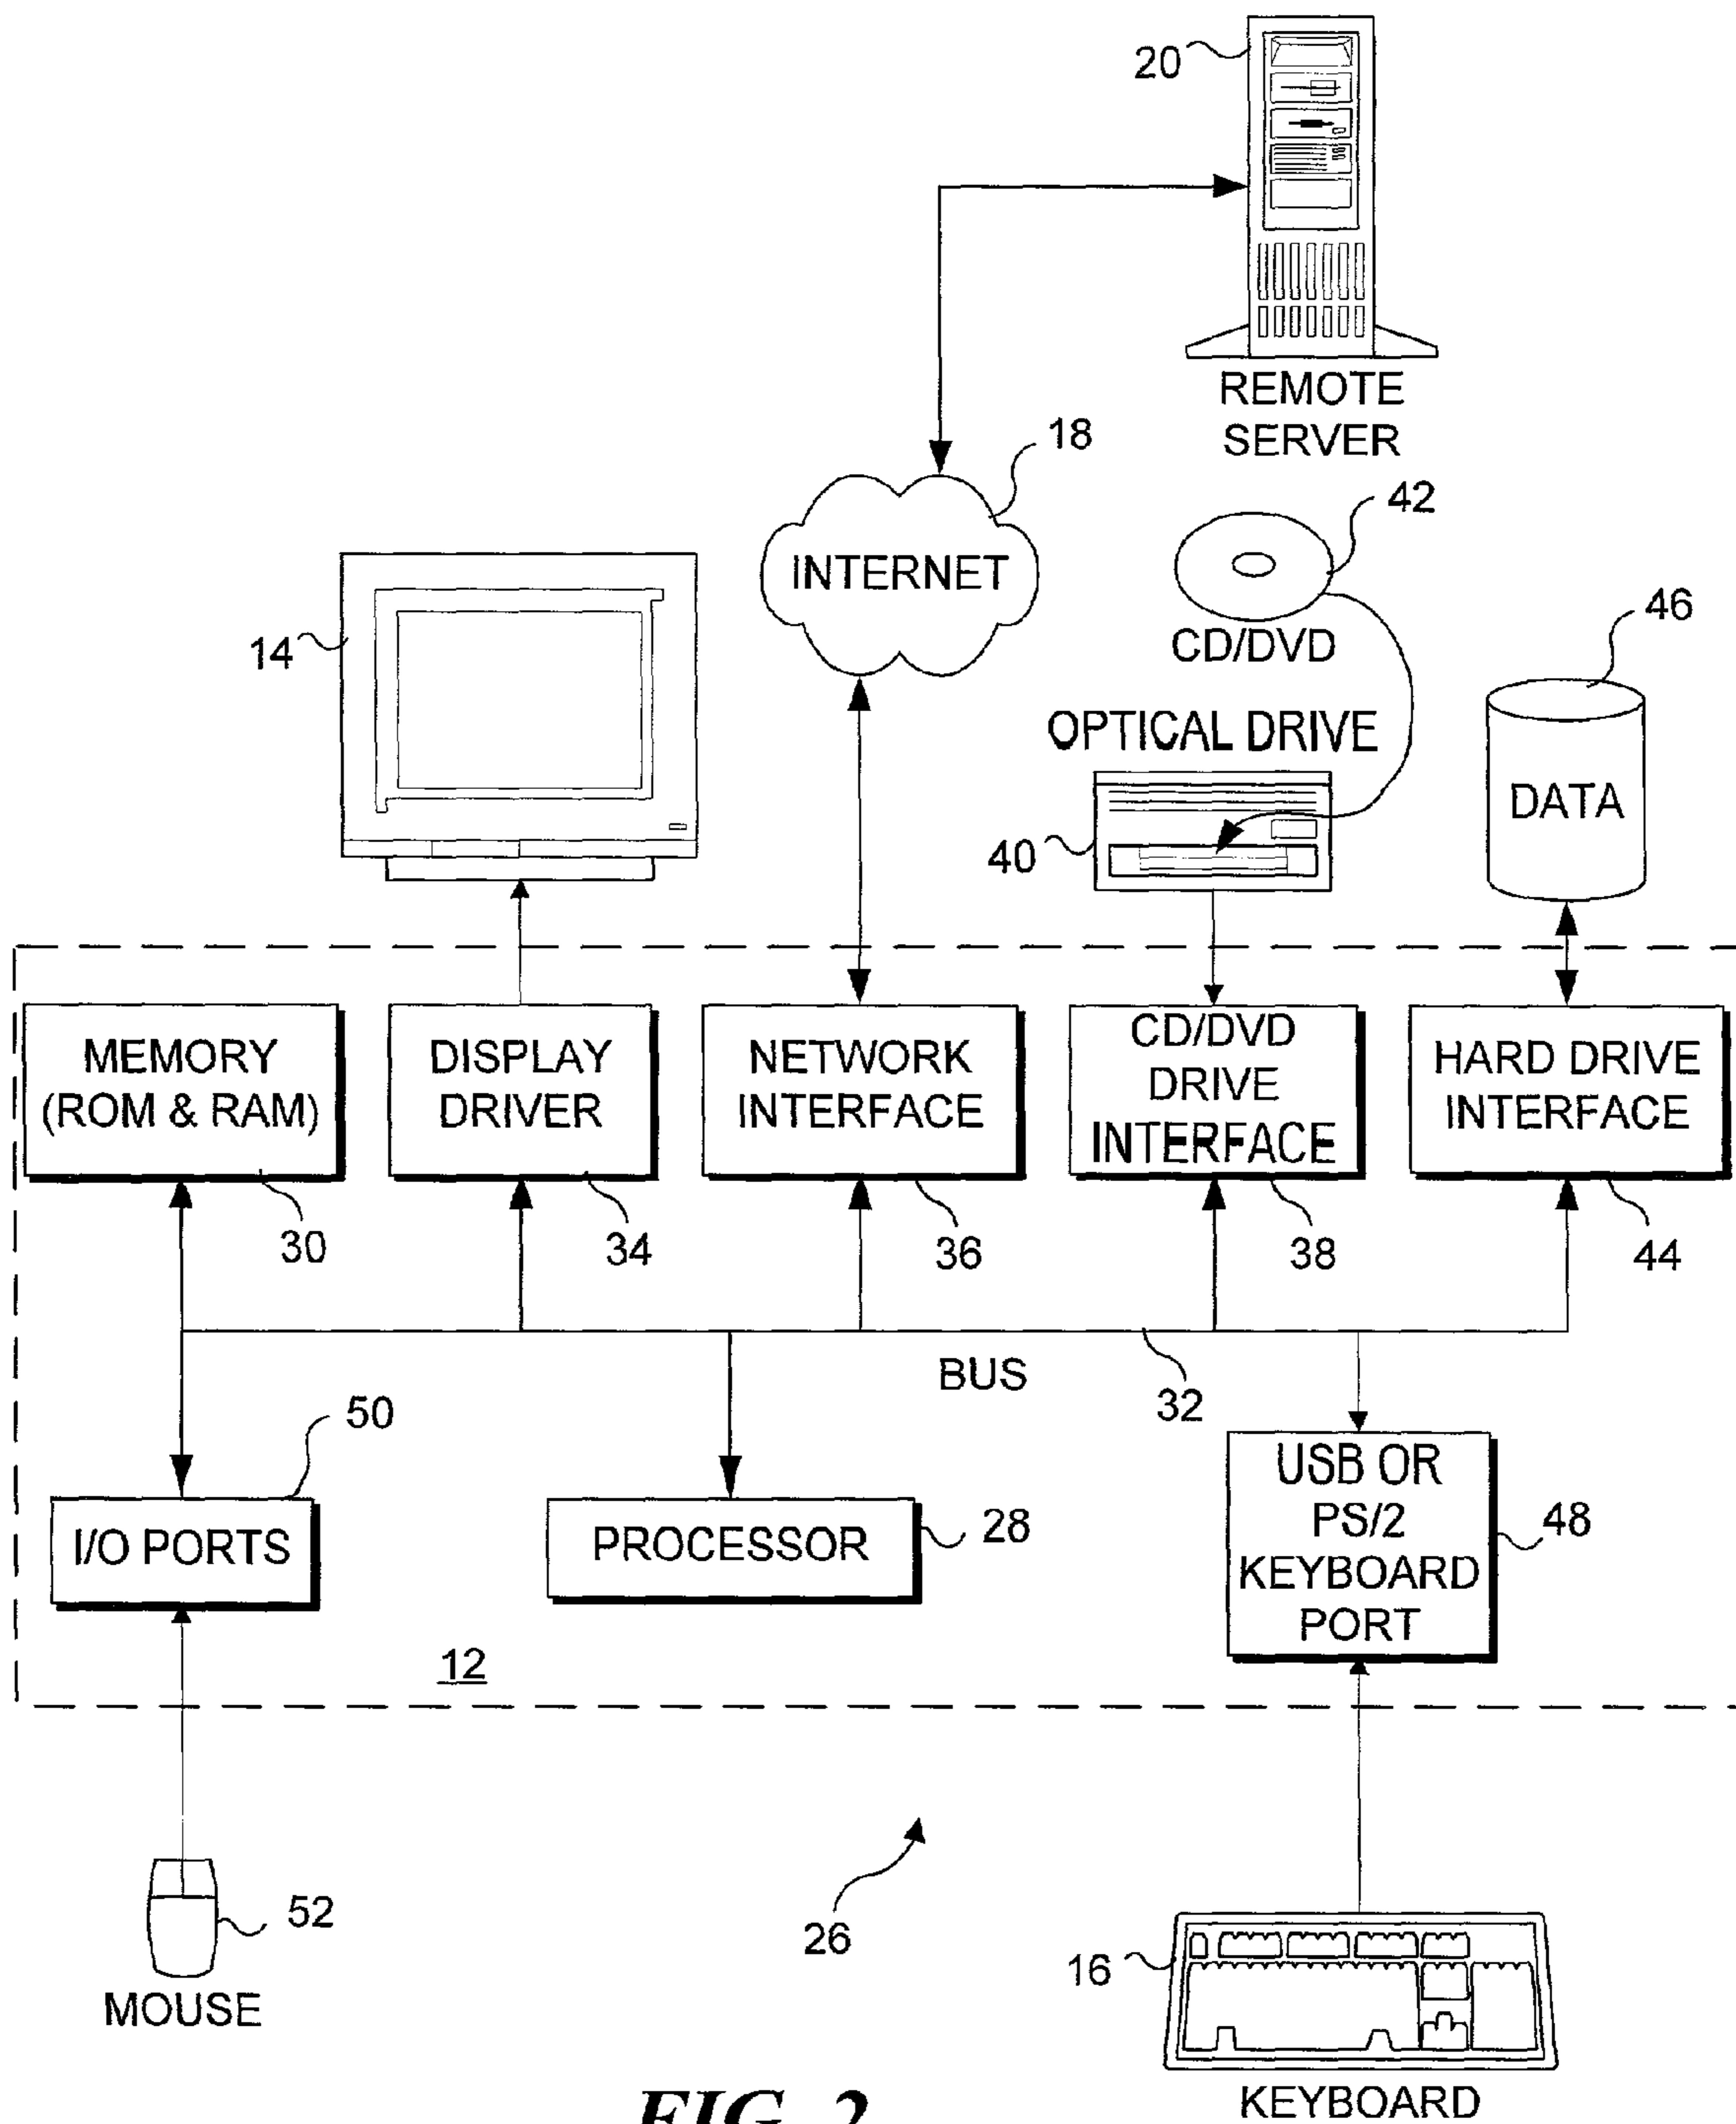 20
REMOTE
SERVER
18
42
INTERNET
CD/DVD
46
14
OPTICAL DRIVE
DATA
40
MEMORY
(ROM & RAM)
DISPLAY
DRIVER
NETWORK
INTERFACE
CD/DVD
DRIVE
INTERFACE
HARD DRIVE
INTERFACE
30
34
36
38
44
BUS
32
50
I/O PORTS
PROCESSOR
28
USB OR
PS/2
KEYBOARD
PORT
48
12
52
MOUSE
26
16
KEYBOARD
FIG. 2